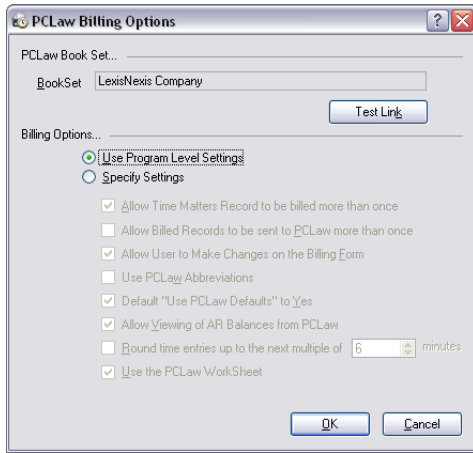 PCLaw Billing Options
PCLaw Book Set...
BookSet LexisNexis Company
Test Link
Billing Options...
Use Program Level Settings
Specify Settings
Allow Time Matters Record to be billed more than once
Allow Billed Records to be sent to PCLaw more than once
Allow User to Make Changes on the Billing Form
Use PCLaw Abbreviations
Default "Use PCLaw Defaults" to Yes
Allow Viewing of AR Balances from PCLaw
Round time entries up to the next multiple of 6 minutes
Use the PCLaw WorkSheet
OK Cancel